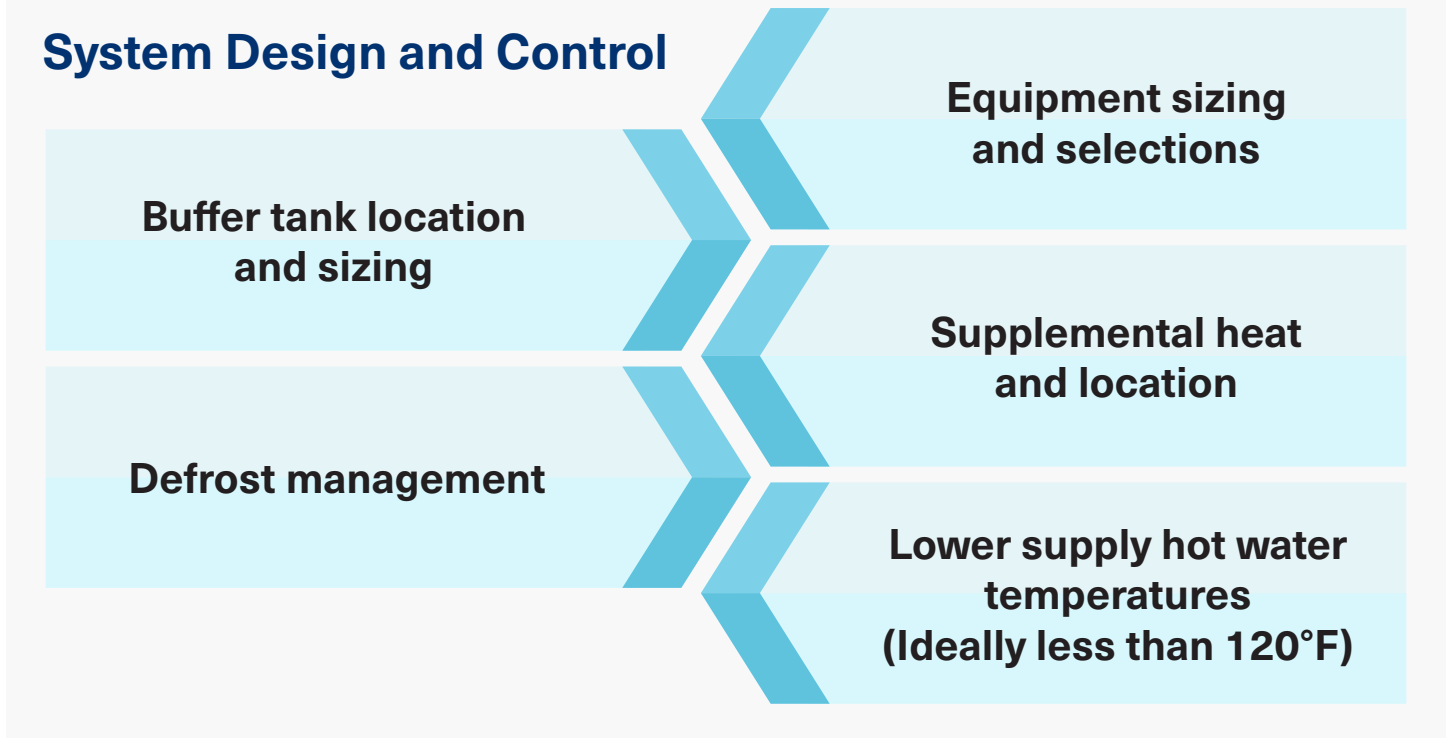 System Design and Control
Equipment sizing
and selections
Buffer tank location
and sizing
Supplemental heat
and location
Defrost management
Lower supply hot water
temperatures
(Ideally less than 120°F)